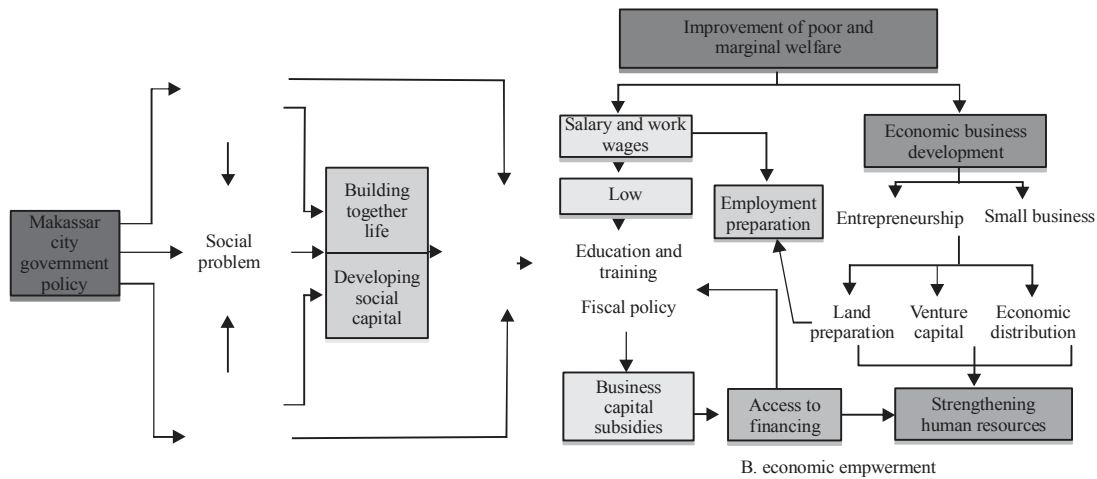 Makassar
city
government
policy
Social
problem
Building
together
life
Developing
social
capital
Improvement of poor and
marginal welfare
Salary and work
wages
Low
Education and
training
Fiscal policy
Business
capital
subsidies
Employment
preparation
Access to
financing
Economic business
development
Entrepreneurship
Small business
Land
preparation
Venture
capital
Economic
distribution
Strengthening
human resources
B. economic empwerment